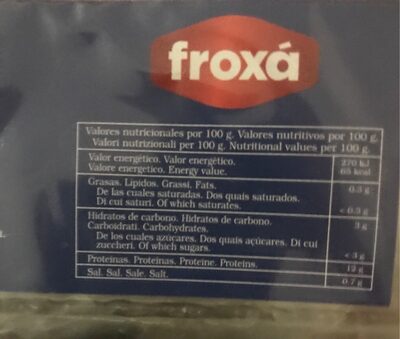 froxá
Valores nutricionales por 100 g. Valores nutritivos por 100 g.
Valori nutrizionali per 100 g. Nutritional values per 100 g.
Valor energético. Valor energético. 270 kJ
Valore energetico. Energy value. 65 kcal
Grasas. Lípidos. Grassi. Fats. 0.3 g
De las cuales saturadas. Dos quais saturados.
Di cui saturi. Of which saturates. < 0.3 g
Hidratos de carbono. Hidratos de carbono. 3 g
Carboidrati. Carbohydrates.
De los cuales azúcares. Dos quais açúcares. Di cui
zuccheri. Of which sugars. < 3 g
Proteínas. Proteínas. Proteine. Proteins. 12 g
Sal. Sal. Sale. Salt. 0.7 g